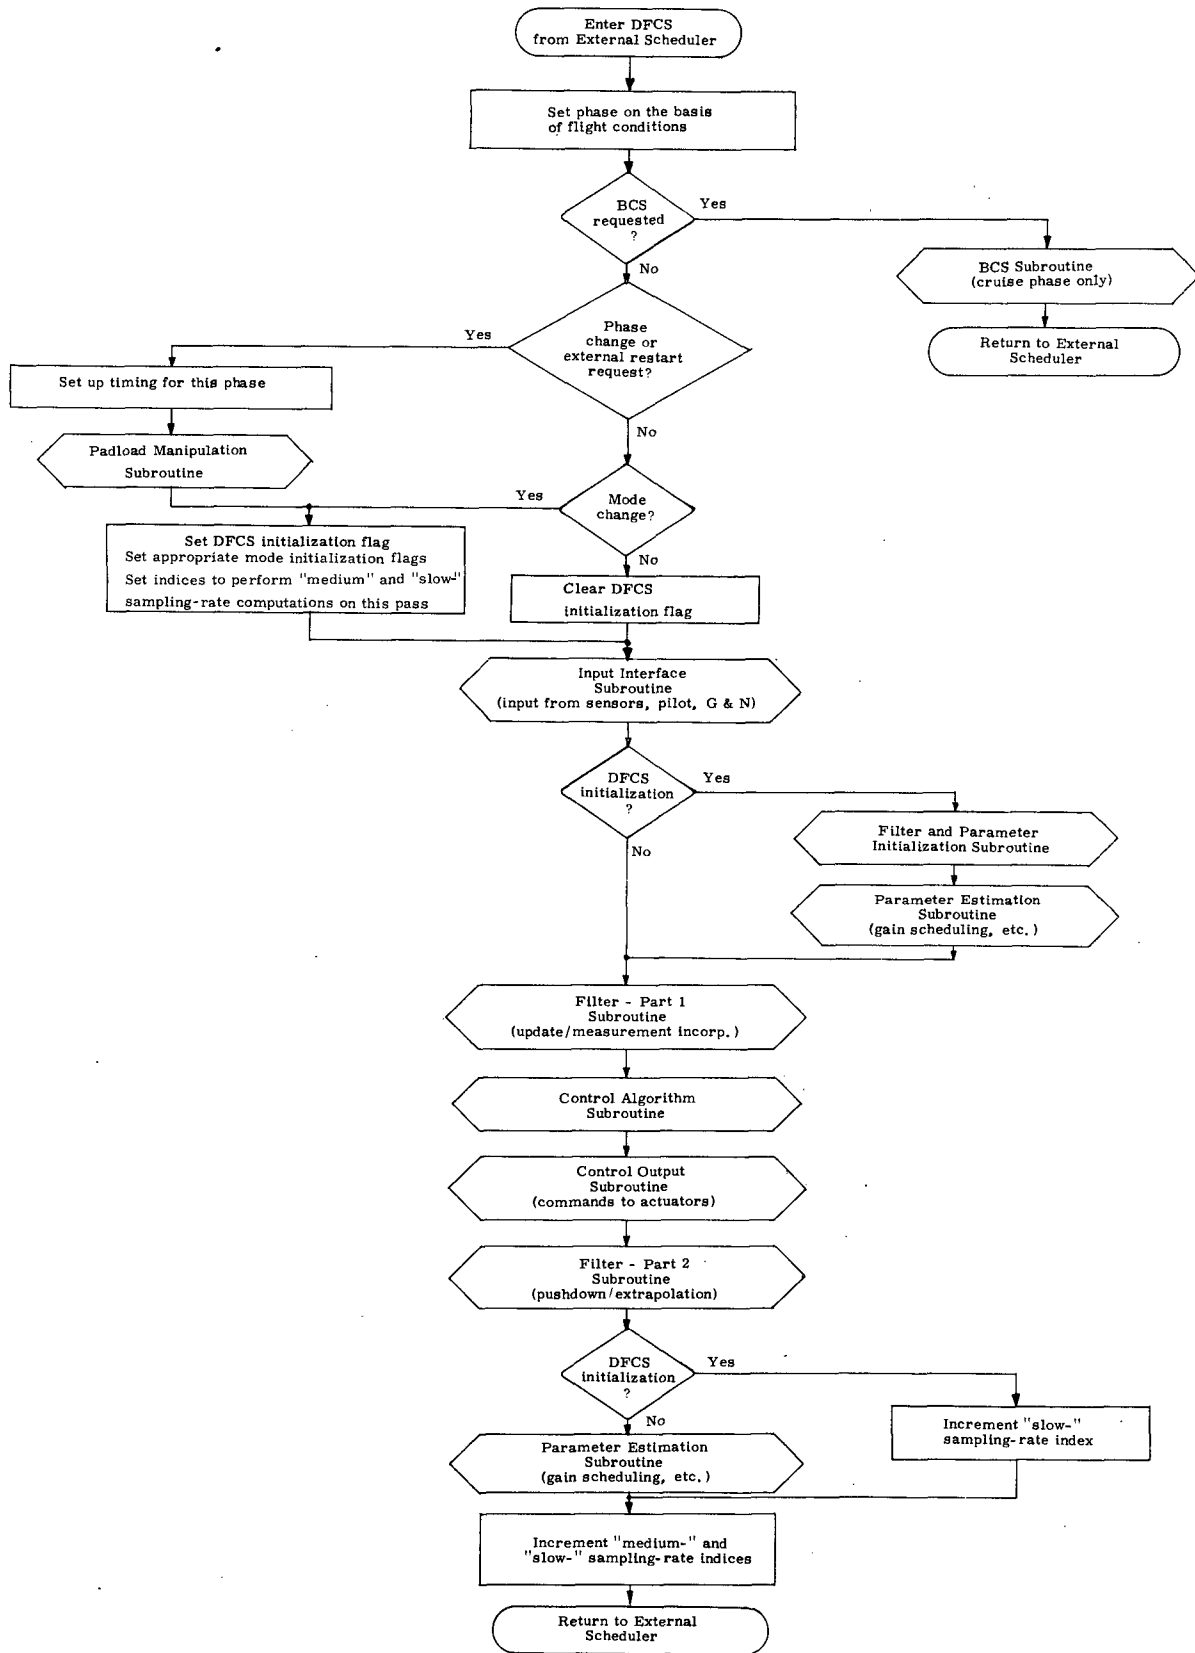 Enter DFCS
from External Scheduler
Set phase on the basis
of flight conditions
BCS
requested
?
Yes
No
BCS Subroutine
(cruise phase only)
Return to External
Scheduler
Phase
change or
external restart
request?
Yes
No
Set up timing for this phase
Padload Manipulation
Subroutine
Mode
change?
Yes
No
Set DFCS initialization flag
Set appropriate mode initialization flags
Set indices to perform "medium" and "slow-"
sampling-rate computations on this pass
Clear DFCS
initialization flag
Input Interface
Subroutine
(input from sensors, pilot, G & N)
DFCS
initialization
?
Yes
No
Filter and Parameter
Initialization Subroutine
Parameter Estimation
Subroutine
(gain scheduling, etc.)
Filter - Part 1
Subroutine
(update/measurement incorp.)
Control Algorithm
Subroutine
Control Output
Subroutine
(commands to actuators)
Filter - Part 2
Subroutine
(pushdown/extrapolation)
DFCS
initialization
?
Yes
No
Increment "slow-"
sampling-rate index
Parameter Estimation
Subroutine
(gain scheduling, etc.)
Increment "medium-" and
"slow-" sampling-rate indices
Return to External
Scheduler